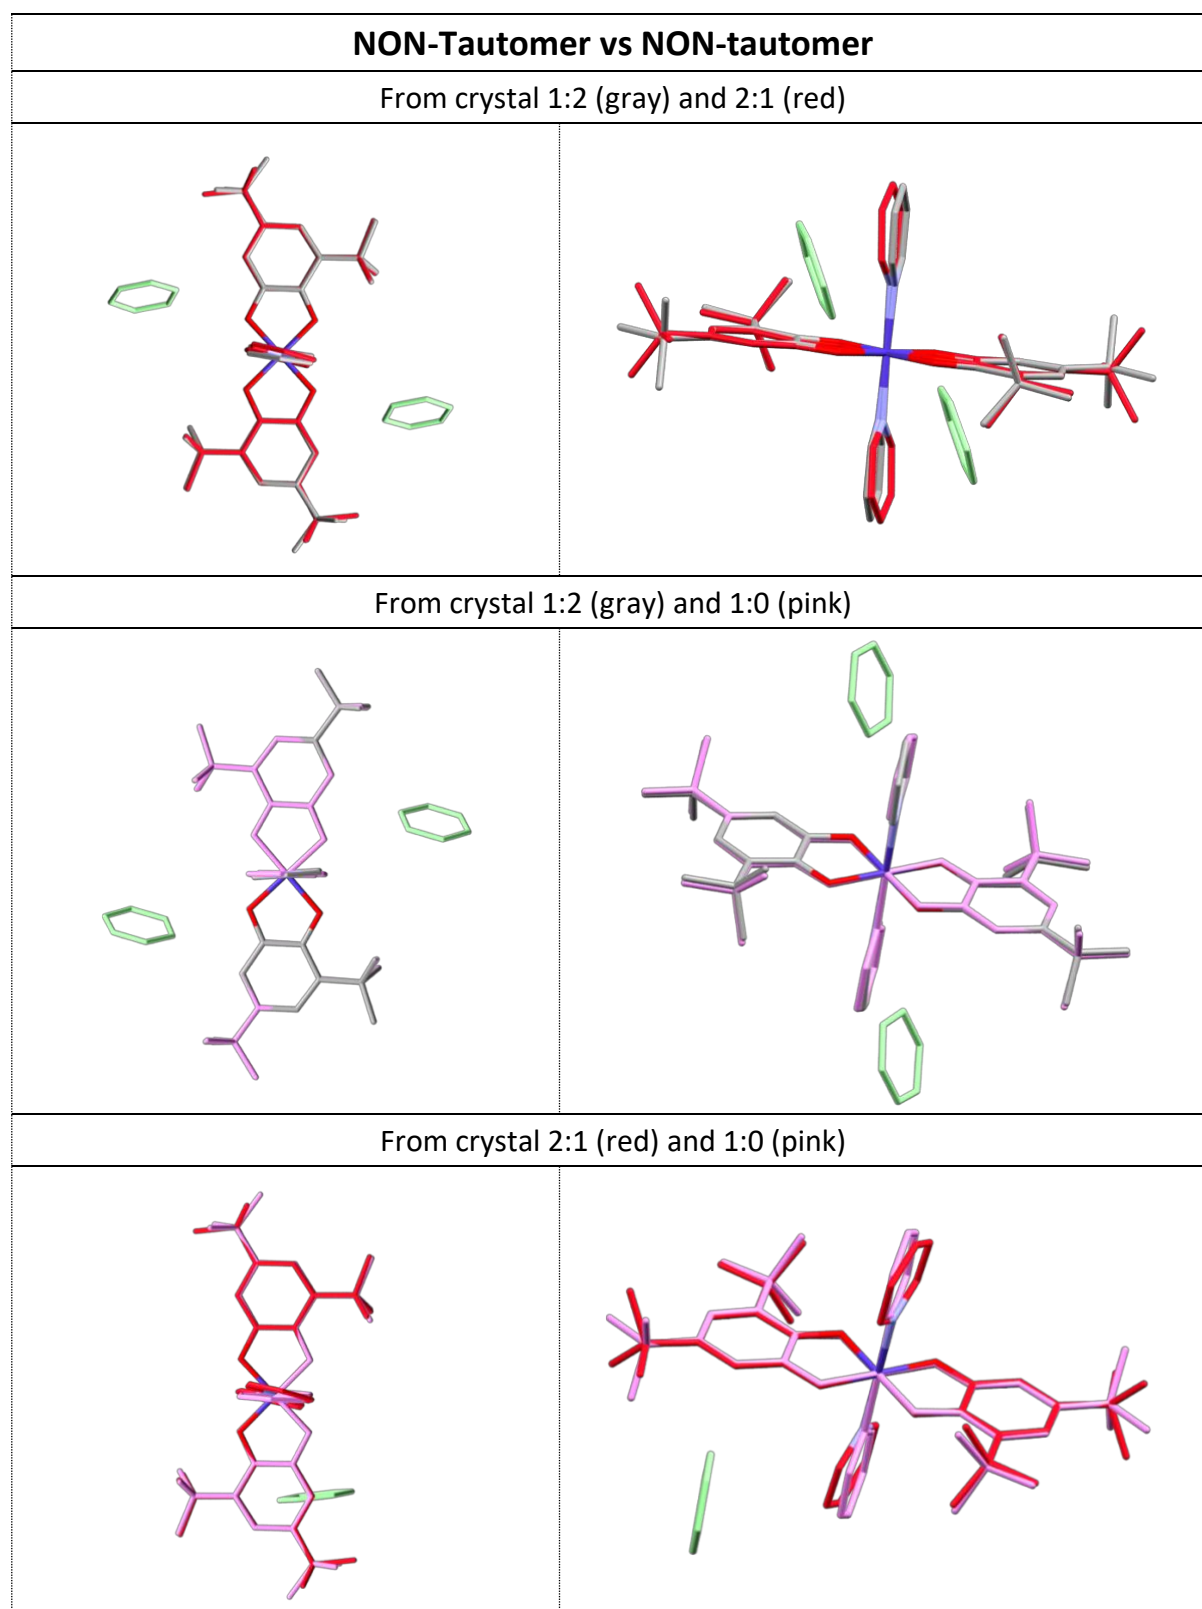 NON-Tautomer vs NON-tautomer
From crystal 1:2 (gray) and 2:1 (red)
From crystal 1:2 (gray) and 1:0 (pink)
From crystal 2:1 (red) and 1:0 (pink)